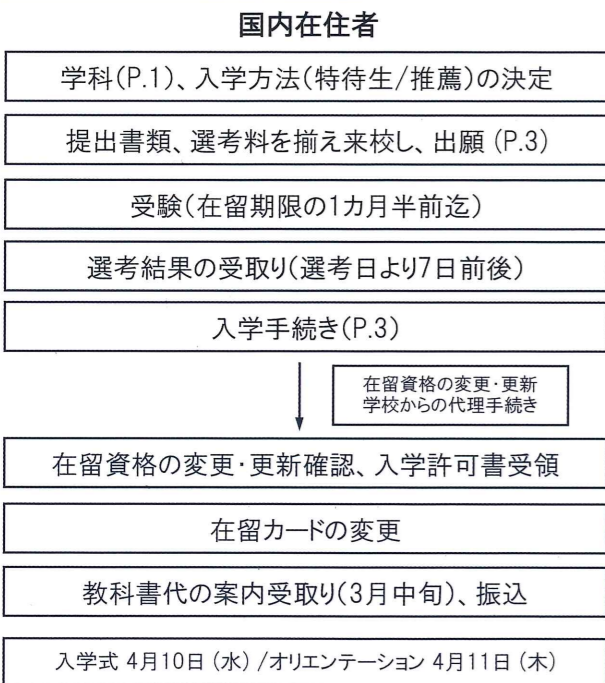 国内在住者
学科(P.1)、入学方法(特待生/推薦)の決定
提出書類、選考料を揃え来校し、出願 (P.3)
受験(在留期限の1カ月半前迄)
選考結果の受取り(選考日より7日前後)
入学手続き(P.3)
在留資格の変更・更新
学校からの代理手続き
在留資格の変更・更新確認、入学許可書受領
在留カードの変更
教科書代の案内受取り(3月中旬)、振込
入学式 4月10日 (水) /オリエンテーション 4月11日 (木)